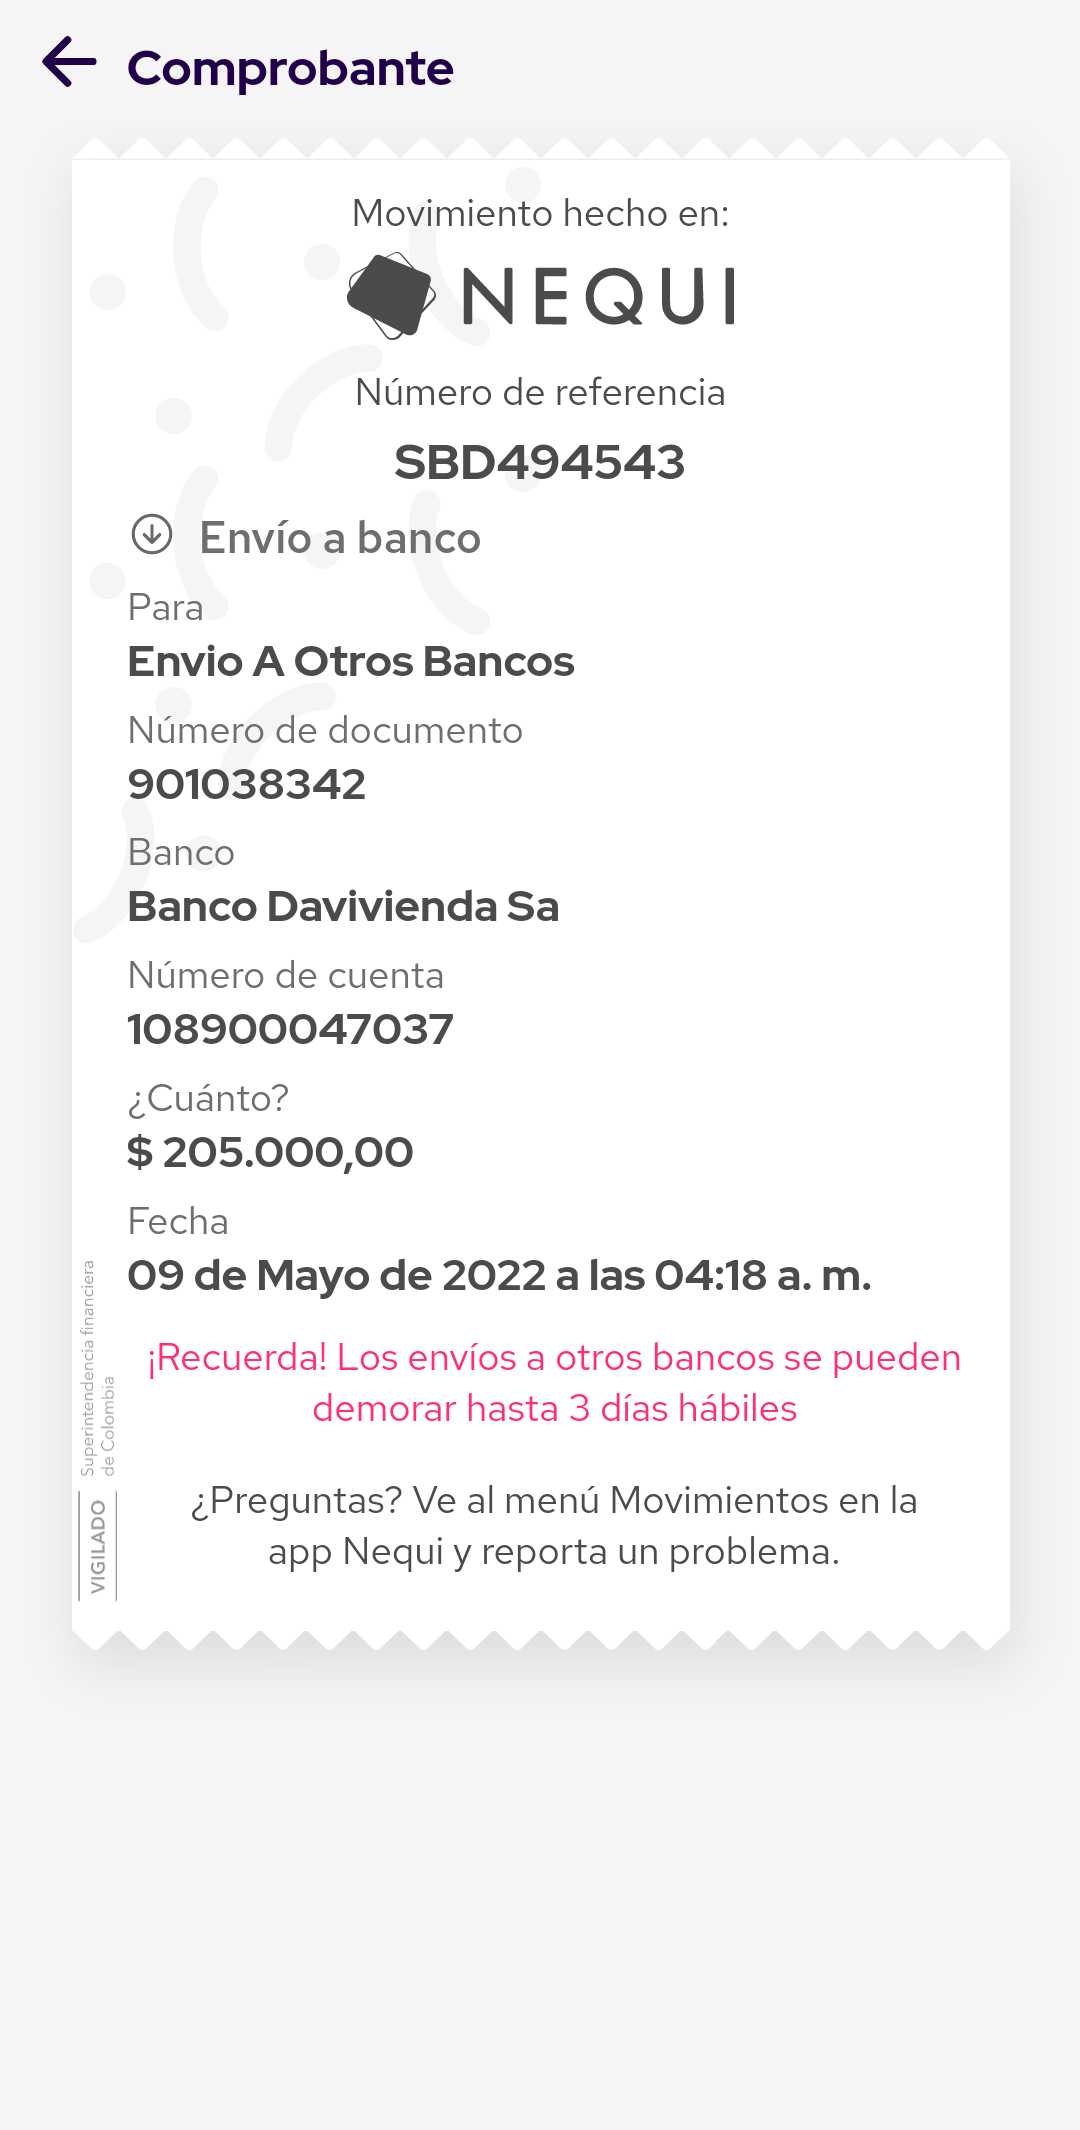 Comprobante
Movimiento hecho en:
NEQUI
Número de referencia
SBD494543
Envío a banco
Para
Envio A Otros Bancos
Número de documento
901038342
Banco
Banco Davivienda Sa
Número de cuenta
108900047037
¿Cuánto?
$ 205.000,00
Fecha
09 de Mayo de 2022 a las 04:18 a. m.
¡Recuerda! Los envíos a otros bancos se pueden
demorar hasta 3 días hábiles
¿Preguntas? Ve al menú Movimientos en la
app Nequi y reporta un problema.
VIGILADO
Superintendencia financiera
de Colombia